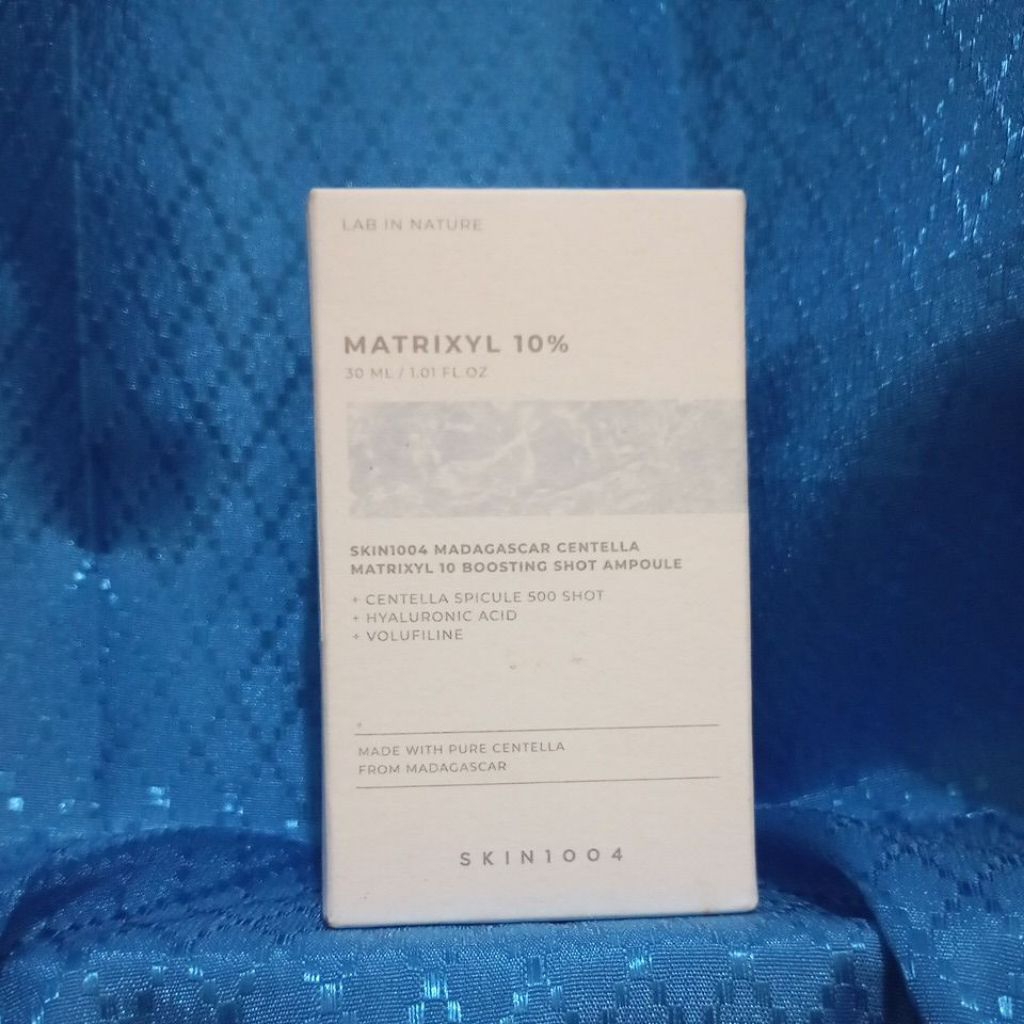 LAB IN NATURE
MATRIXYL 10%
30 ML / 1.01 FL.OZ
SKIN1004 MADAGASCAR CENTELLA
MATRIXYL 10 BOOSTING SHOT AMPOULE
+ CENTELLA SPICULE 500 SHOT
+ HYALURONIC ACID
+ VOLUFILINE
MADE WITH PURE CENTELLA
FROM MADAGASCAR
SKIN1004